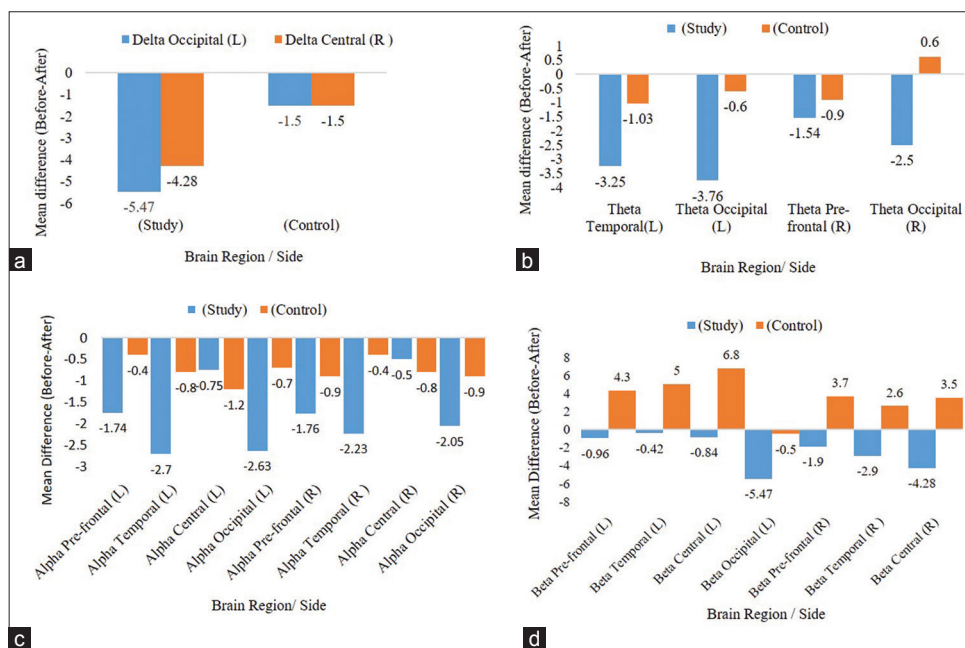 Delta Occipital (L) Delta Central (R )
Mean difference (Before-After)
0
-1
-2
-3
-4
-5
-6
-5.47
-4.28
-1.5
-1.5
(Study) (Control)
Brain Region / Side
a
(Study) (Control)
Mean difference (Before-After)
1
0.5
0
-0.5
-1
-1.5
-2
-2.5
-3
-3.5
-4
-3.25
-1.03
-3.76
-0.6
-1.54
-0.9
-2.5
0.6
Theta Theta Occipital Theta Pre- Theta Occipital
Temporal(L) (L) frontal (R) (R)
Brain Region/ Side
b
(Study) (Control)
Mean Difference (Before-After)
0
-0.5
-1
-1.5
-2
-2.5
-3
-1.74
-0.4
-2.7
-0.8
-0.75
-1.2
-2.63
-0.7
-1.76
-0.9
-2.23
-0.4
-0.5
-0.8
-2.05
-0.9
Alpha Pre-frontal (L)
Alpha Temporal (L)
Alpha Central (L)
Alpha Occipital (L)
Alpha Pre-frontal (R)
Alpha Temporal (R )
Alpha Central (R)
Alpha Occipital (R)
Brain Region/ Side
c
(Study) (Control)
Mean Difference (Before-After)
8
6
4
2
0
-2
-4
-6
-8
-0.96
4.3
-0.42
5
-0.84
6.8
-5.47
-0.5
-1.9
3.7
-2.9
2.6
-4.28
3.5
Beta Pre-frontal (L)
Beta Temporal (L)
Beta Central (L)
Beta Occipital (L)
Beta Pre-frontal (R)
Beta Temporal (R )
Beta Central (R)
Brain Region / Side
d